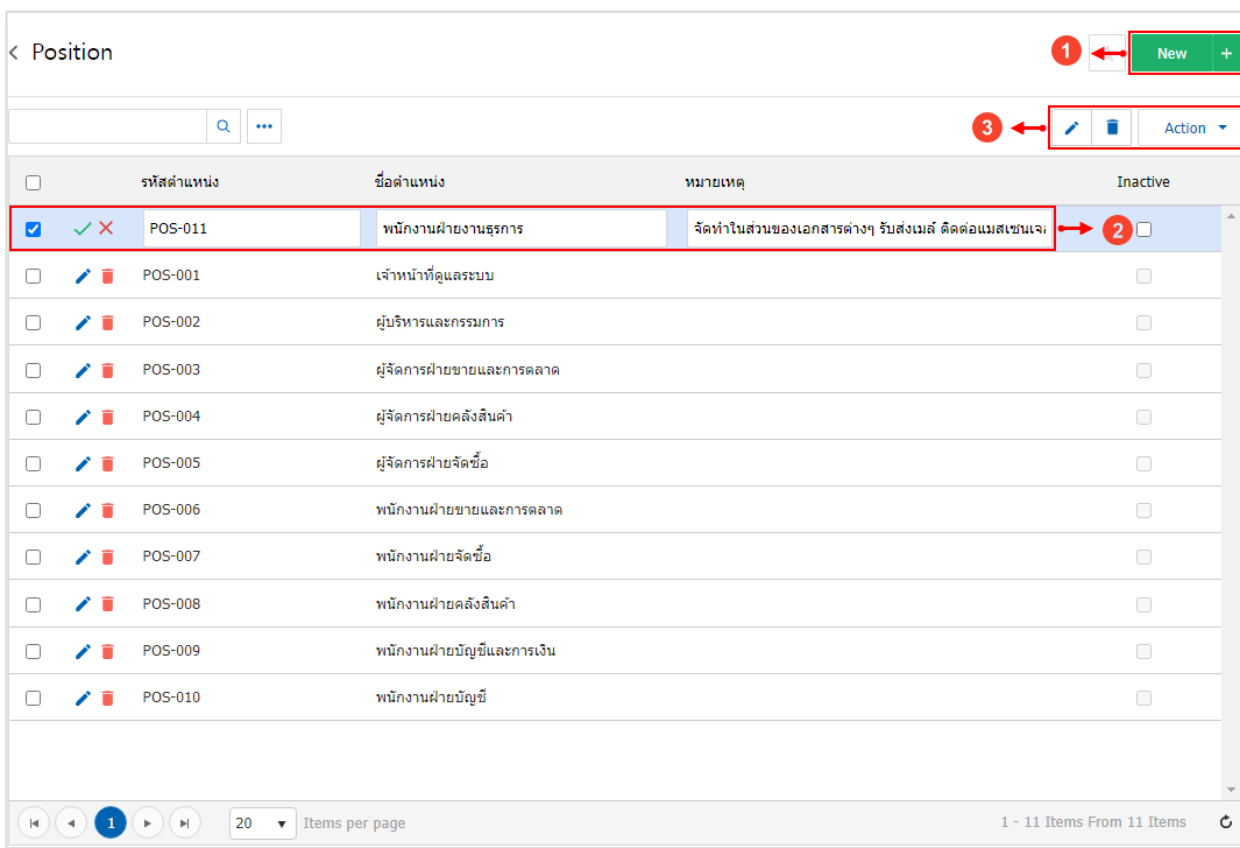 Position
1
New +
3
Action
รหัสตำแหน่ง ชื่อตำแหน่ง หมายเหตุ Inactive
POS-011 พนักงานฝ่ายงานธุรการ จัดทำในส่วนของเอกสารต่างๆ รับส่งเมล์ ติดต่อแมสเซนเจ 2
POS-001 เจ้าหน้าที่ดูแลระบบ
POS-002 ผู้บริหารและกรรมการ
POS-003 ผู้จัดการฝ่ายขายและการตลาด
POS-004 ผู้จัดการฝ่ายคลังสินค้า
POS-005 ผู้จัดการฝ่ายจัดซื้อ
POS-006 พนักงานฝ่ายขายและการตลาด
POS-007 พนักงานฝ่ายจัดซื้อ
POS-008 พนักงานฝ่ายคลังสินค้า
POS-009 พนักงานฝ่ายบัญชีและการเงิน
POS-010 พนักงานฝ่ายบัญชี
1 20 Items per page 1 - 11 Items From 11 Items